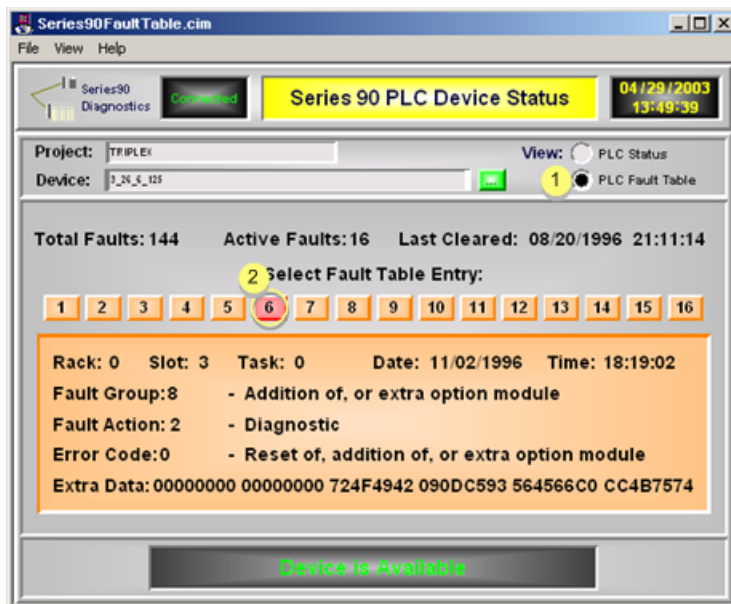 Series90FaultTable.cim
File View Help
Series90
Diagnostics
Connected
Series 90 PLC Device Status
04/29/2003
13:49:39
Project: TRIPLEX
View: PLC Status
Device: 3_26_6_125
... 1 PLC Fault Table
Total Faults: 144 Active Faults: 16 Last Cleared: 08/20/1996 21:11:14
2 Select Fault Table Entry:
1 2 3 4 5 6 7 8 9 10 11 12 13 14 15 16
Rack: 0 Slot: 3 Task: 0 Date: 11/02/1996 Time: 18:19:02
Fault Group: 8 - Addition of, or extra option module
Fault Action: 2 - Diagnostic
Error Code: 0 - Reset of, addition of, or extra option module
Extra Data: 00000000 00000000 724F4942 090DC593 564566C0 CC4B7574
Device is Available